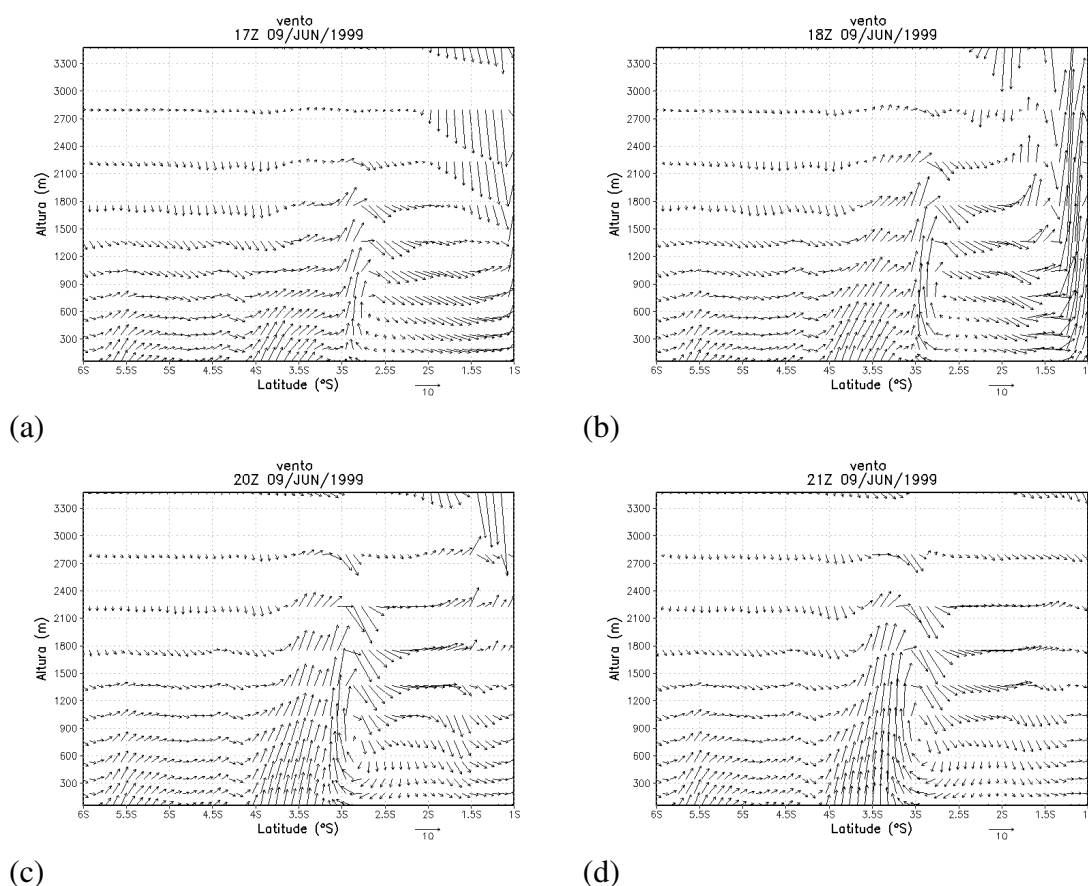 vento
17Z 09/JUN/1999
Altura (m)
3300
3000
2700
2400
2100
1800
1500
1200
900
600
300
6S 5.5S 5S 4.5S 4S 3.5S 3S 2.5S 2S 1.5S 1S
Latitude (ºS)
10
(a)
vento
18Z 09/JUN/1999
Altura (m)
3300
3000
2700
2400
2100
1800
1500
1200
900
600
300
6S 5.5S 5S 4.5S 4S 3.5S 3S 2.5S 2S 1.5S 1
Latitude (ºS)
10
(b)
vento
20Z 09/JUN/1999
Altura (m)
3300
3000
2700
2400
2100
1800
1500
1200
900
600
300
6S 5.5S 5S 4.5S 4S 3.5S 3S 2.5S 2S 1.5S 1S
Latitude (ºS)
10
(c)
vento
21Z 09/JUN/1999
Altura (m)
3300
3000
2700
2400
2100
1800
1500
1200
900
600
300
6S 5.5S 5S 4.5S 4S 3.5S 3S 2.5S 2S 1.5S 1
Latitude (ºS)
10
(d)